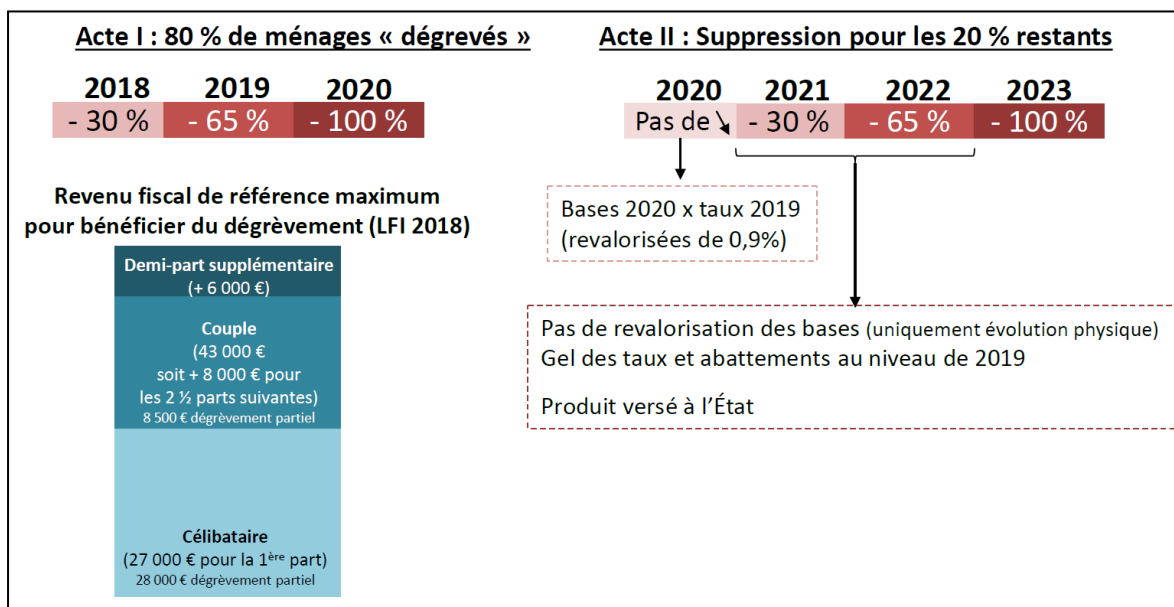 Acte I : 80 % de ménages « dégrevés »
2018 2019 2020
- 30 % - 65 % - 100 %
Revenu fiscal de référence maximum
pour bénéficier du dégrèvement (LFI 2018)
Demi-part supplémentaire
(+ 6 000 €)
Couple
(43 000 €
soit + 8 000 € pour
les 2 ½ parts suivantes)
8 500 € dégrèvement partiel
Célibataire
(27 000 € pour la 1ère part)
28 000 € dégrèvement partiel
Acte II : Suppression pour les 20 % restants
2020 2021 2022 2023
Pas de ↘ - 30 % - 65 % - 100 %
Bases 2020 x taux 2019
(revalorisées de 0,9%)
Pas de revalorisation des bases (uniquement évolution physique)
Gel des taux et abattements au niveau de 2019
Produit versé à l’État